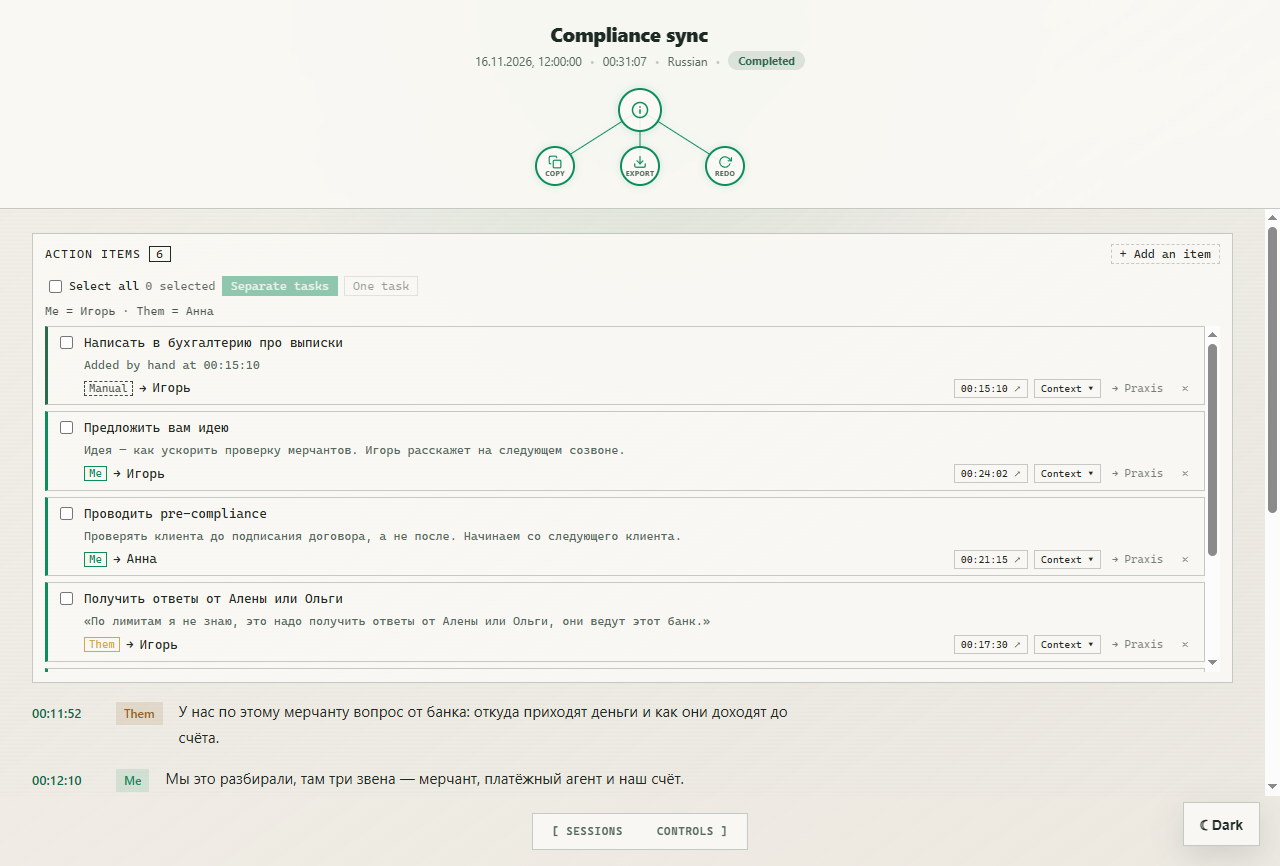 Compliance sync
16.11.2026, 12:00:00 • 00:31:07 • Russian • Completed
COPY
EXPORT
REDO
ACTION ITEMS 6
+ Add an item
Select all 0 selected Separate tasks One task
Me = Игорь · Them = Анна
Написать в бухгалтерию про выписки
Added by hand at 00:15:10
Manual → Игорь
00:15:10 ↗ Context ▾ → Praxis ×
Предложить вам идею
Идея — как ускорить проверку мерчантов. Игорь расскажет на следующем созвоне.
Me → Игорь
00:24:02 ↗ Context ▾ → Praxis ×
Проводить pre-compliance
Проверять клиента до подписания договора, а не после. Начинаем со следующего клиента.
Me → Анна
00:21:15 ↗ Context ▾ → Praxis ×
Получить ответы от Алены или Ольги
«По лимитам я не знаю, это надо получить ответы от Алены или Ольги, они ведут этот банк.»
Them → Игорь
00:17:30 ↗ Context ▾ → Praxis ×
00:11:52 Them У нас по этому мерчанту вопрос от банка: откуда приходят деньги и как они доходят до
счёта.
00:12:10 Me Мы это разбирали, там три звена — мерчант, платёжный агент и наш счёт.
[ SESSIONS CONTROLS ]
☾ Dark